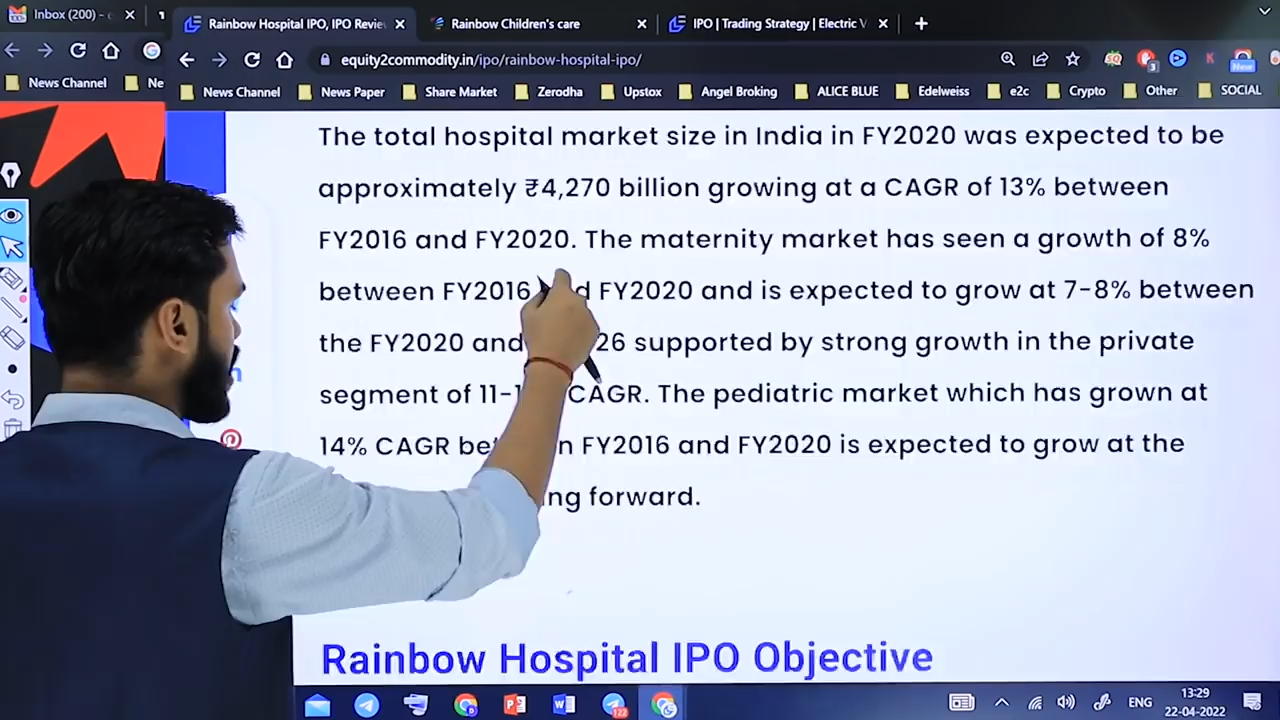 Inbox (200) -
Rainbow Hospital IPO, IPO Revie
Rainbow Children's care
IPO | Trading Strategy | Electric V
equity2commodity.in/ipo/rainbow-hospital-ipo/
News Channel
Ne
News Channel
News Paper
Share Market
Zerodha
Upstox
Angel Broking
ALICE BLUE
Edelweiss
e2c
Crypto
Other
SOCIAL
3
New
The total hospital market size in India in FY2020 was expected to be
approximately ₹4,270 billion growing at a CAGR of 13% between
FY2016 and FY2020. The maternity market has seen a growth of 8%
between FY2016 d FY2020 and is expected to grow at 7-8% between
the FY2020 and 26 supported by strong growth in the private
segment of 11-1 CAGR. The pediatric market which has grown at
14% CAGR be n FY2016 and FY2020 is expected to grow at the
ng forward.
Rainbow Hospital IPO Objective
122
ENG
13:29
22-04-2022